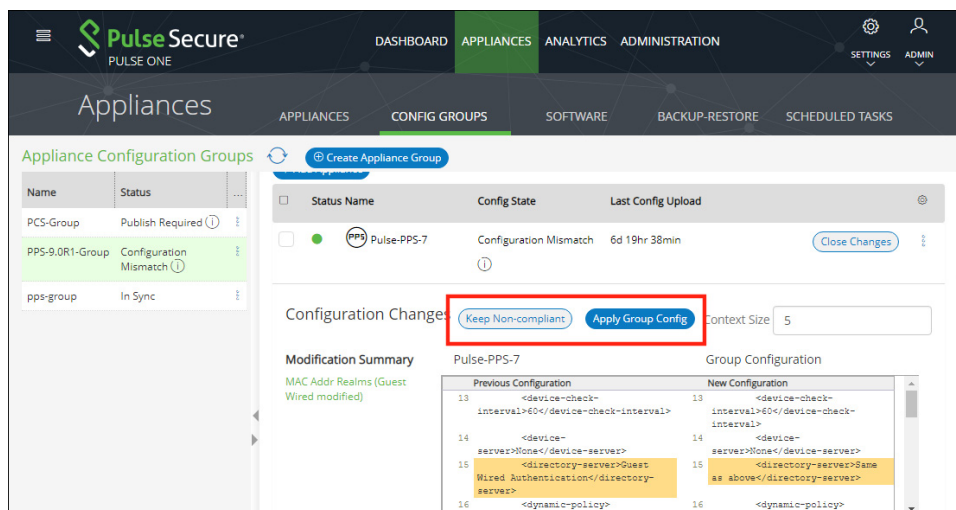 Pulse Secure®
PULSE ONE
DASHBOARD APPLIANCES ANALYTICS ADMINISTRATION
SETTINGS ADMIN
Appliances
APPLIANCES CONFIG GROUPS SOFTWARE BACKUP-RESTORE SCHEDULED TASKS
Appliance Configuration Groups
Create Appliance Group
Name Status ...
PCS-Group Publish Required
PPS-9.0R1-Group Configuration
Mismatch
pps-group In Sync
Status Name Config State Last Config Upload
PPS Pulse-PPS-7 Configuration Mismatch 6d 19hr 38min Close Changes
Configuration Changes Keep Non-compliant Apply Group Config Context Size 5
Modification Summary Pulse-PPS-7 Group Configuration
MAC Addr Realms (Guest
Wired modified)
Previous Configuration New Configuration
13 <device-check- 13 <device-check-
interval>60</device-check-interval> interval>60</device-check-
interval>
14 <device- 14 <device-
server>None</device-server> server>None</device-server>
15 <directory-server>Guest 15 <directory-server>Same
Wired Authentication</directory- as above</directory-server>
server>
16 <dynamic-policy> 16 <dynamic-policy>